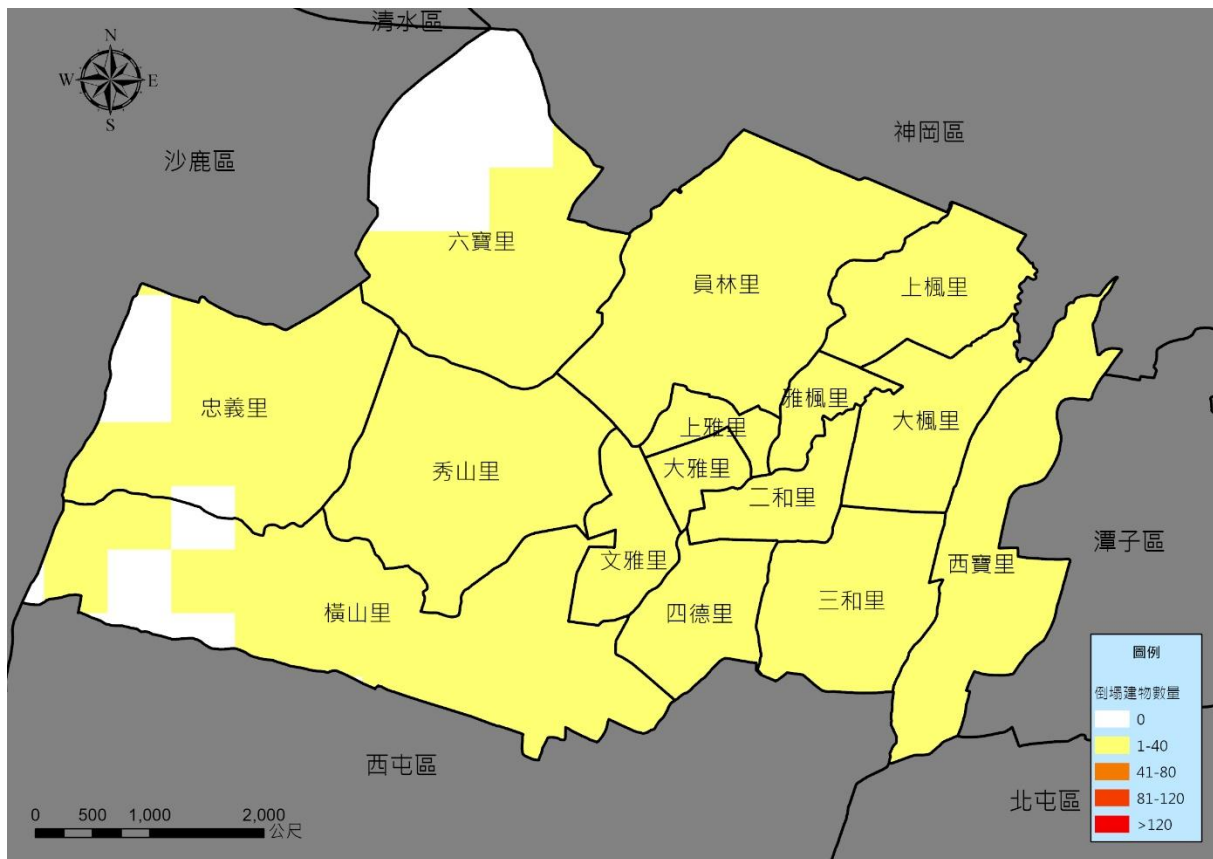 清水區
N
W E
S
沙鹿區
神岡區
六寶里
員林里
上楓里
忠義里
雅楓里
上雅里
大楓里
秀山里
大雅里
二和里
文雅里
西寶里
潭子區
橫山里
四德里
三和里
西屯區
北屯區
圖例
倒塌建物數量
0
1-40
41-80
81-120
>120
0 500 1,000 2,000
公尺